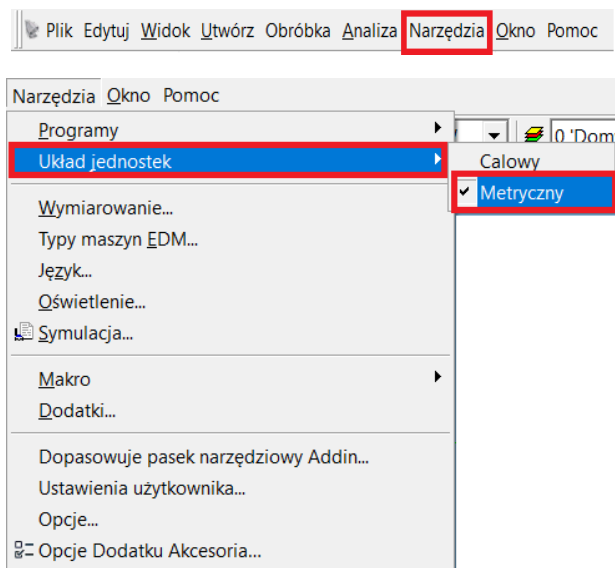 Plik Edytuj Widok Utwórz Obróbka Analiza Narzędzia Okno Pomoc
Narzędzia Okno Pomoc
Programy
0 'Dom
Układ jednostek
Calowy
Metryczny
Wymiarowanie...
Typy maszyn EDM...
Język...
Oświetlenie...
Symulacja...
Makro
Dodatki...
Dopasowuje pasek narzędziowy Addin...
Ustawienia użytkownika...
Opcje...
Opcje Dodatku Akcesoria...